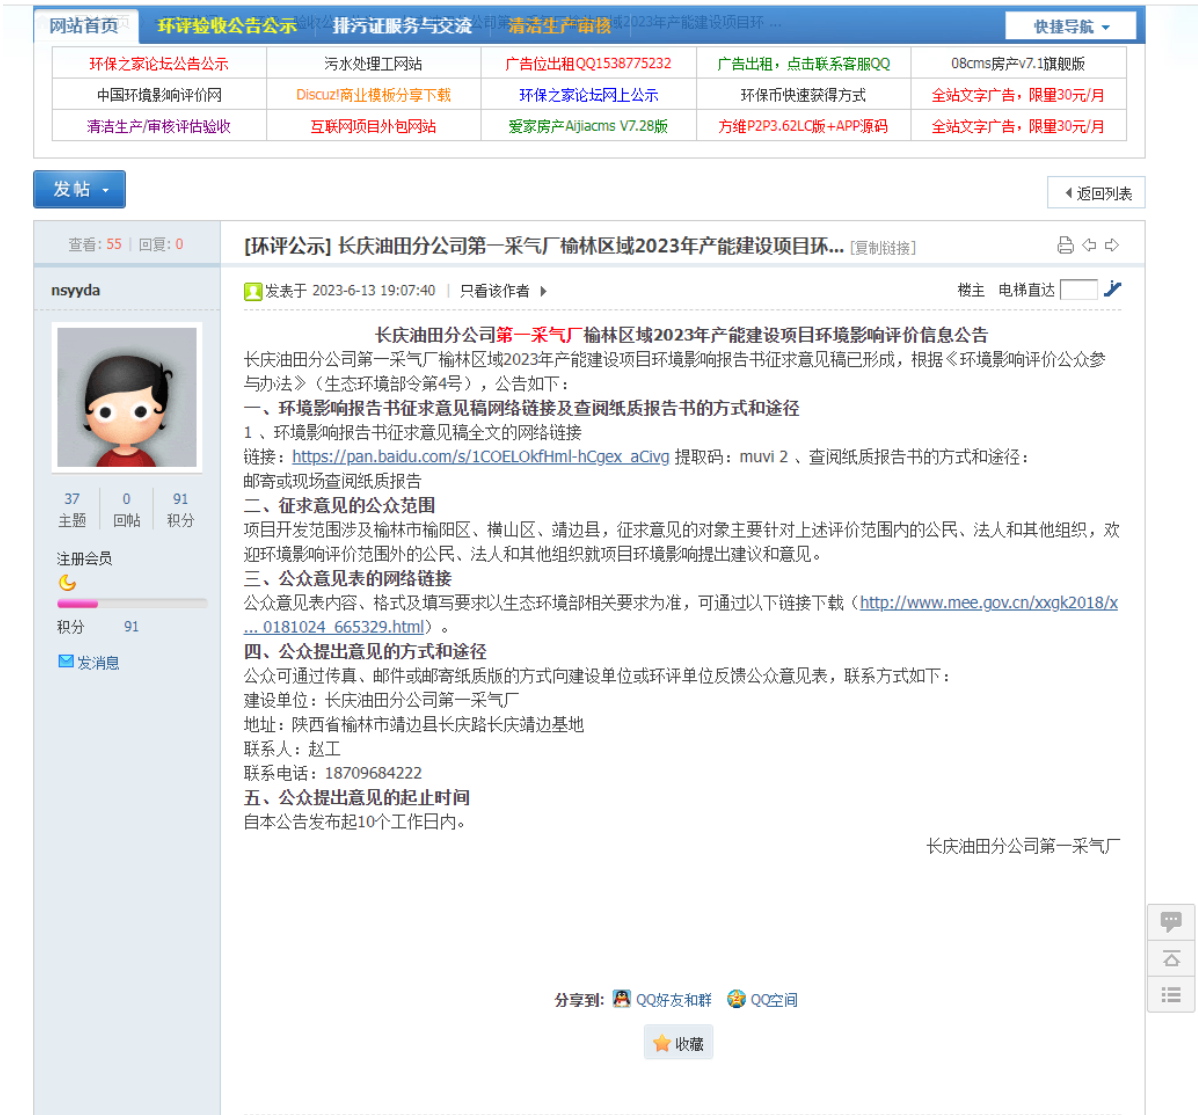 网站首页 环评验收公告公示 排污证服务与交流 清洁生产审核 快捷导航
环保之家论坛公告公示 污水处理工网站 广告位出租QQ1538775232 广告出租，点击联系客服QQ 08cms房产v7.1旗舰版
中国环境影响评价网 Discuz!商业模板分享下载 环保之家论坛网上公示 环保币快速获得方式 全站文字广告，限量30元/月
清洁生产/审核评估验收 互联网项目外包网站 爱家房产Aijiacms V7.28版 方维P2P3.62LC版+APP源码 全站文字广告，限量30元/月
发帖
返回列表
查看: 55 | 回复: 0
[环评公示] 长庆油田分公司第一采气厂榆林区域2023年产能建设项目环... [复制链接]
nsyyda
发表于 2023-6-13 19:07:40 | 只看该作者
楼主 电梯直达
37 0 91
主题 回帖 积分
注册会员
积分 91
发消息
长庆油田分公司第一采气厂榆林区域2023年产能建设项目环境影响评价信息公告
长庆油田分公司第一采气厂榆林区域2023年产能建设项目环境影响报告书征求意见稿已形成，根据《环境影响评价公众参
与办法》（生态环境部令第4号），公告如下：
一、环境影响报告书征求意见稿网络链接及查阅纸质报告书的方式和途径
1 、环境影响报告书征求意见稿全文的网络链接
链接：https://pan.baidu.com/s/1COELOkfHml-hCgex_aCivg 提取码：muvi 2 、查阅纸质报告书的方式和途径：
邮寄或现场查阅纸质报告
二、征求意见的公众范围
项目开发范围涉及榆林市榆阳区、横山区、靖边县，征求意见的对象主要针对上述评价范围内的公民、法人和其他组织，欢
迎环境影响评价范围外的公民、法人和其他组织就项目环境影响提出建议和意见。
三、公众意见表的网络链接
公众意见表内容、格式及填写要求以生态环境部相关要求为准，可通过以下链接下载（http://www.mee.gov.cn/xxgk2018/x
... 0181024_665329.html）。
四、公众提出意见的方式和途径
公众可通过传真、邮件或邮寄纸质版的方式向建设单位或环评单位反馈公众意见表，联系方式如下：
建设单位：长庆油田分公司第一采气厂
地址：陕西省榆林市靖边县长庆路长庆靖边基地
联系人：赵工
联系电话：18709684222
五、公众提出意见的起止时间
自本公告发布起10个工作日内。
长庆油田分公司第一采气厂
分享到: QQ好友和群 QQ空间
收藏